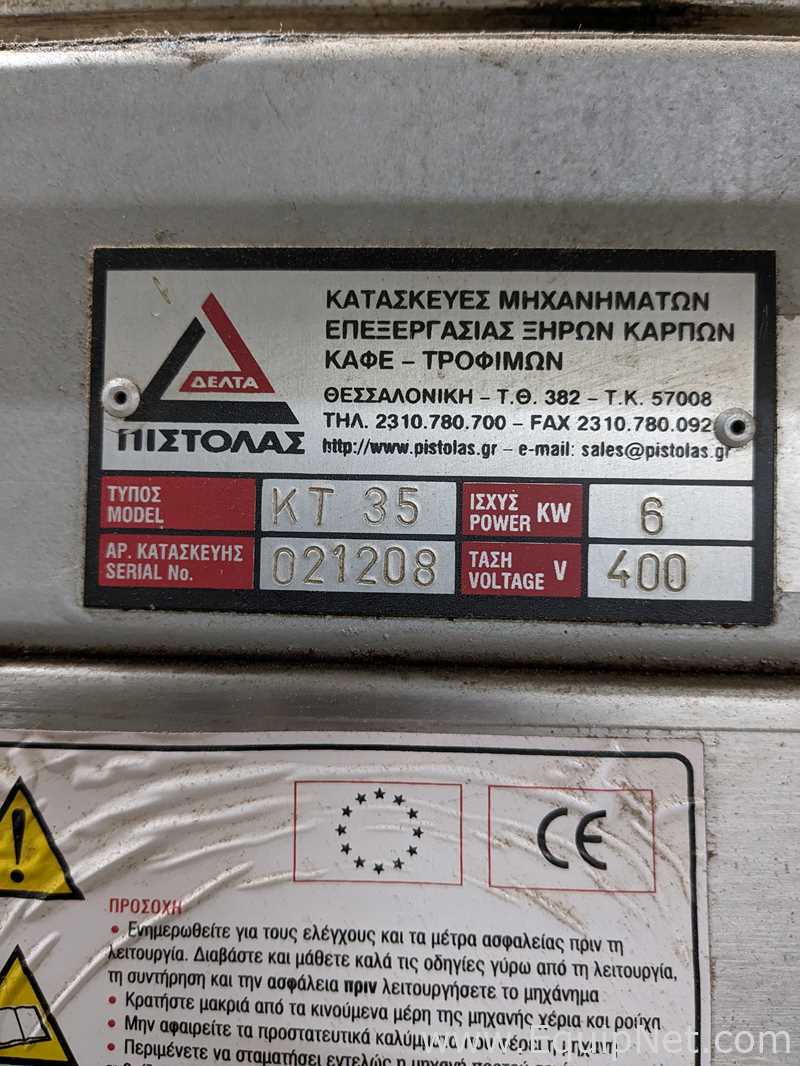 ΔΕΛΤΑ
ΠΙΣΤΟΛΑΣ
ΚΑΤΑΣΚΕΥΕΣ ΜΗΧΑΝΗΜΑΤΩΝ
ΕΠΕΞΕΡΓΑΣΙΑΣ ΞΗΡΩΝ ΚΑΡΠΩΝ
ΚΑΦΕ – ΤΡΟΦΙΜΩΝ
ΘΕΣΣΑΛΟΝΙΚΗ – Τ.Θ. 382 – Τ.Κ. 57008
ΤΗΛ. 2310.780.700 – FAX 2310.780.092
http://www.pistolas.gr – e-mail: sales@pistolas.gr
ΤΥΠΟΣ
MODEL
KT 35
ΙΣΧΥΣ
POWER KW
6
ΑΡ. ΚΑΤΑΣΚΕΥΗΣ
SERIAL No.
021208
ΤΑΣΗ
VOLTAGE V
400
CE
ΠΡΟΣΟΧΗ
• Ενημερωθείτε για τους ελέγχους και τα μέτρα ασφαλείας πριν τη
λειτουργία. Διαβάστε και μάθετε καλά τις οδηγίες γύρω από τη λειτουργία,
τη συντήρηση και την ασφάλεια πριν λειτουργήσετε το μηχάνημα
• Κρατήστε μακριά από τα κινούμενα μέρη της μηχανής χέρια και ρούχα
• Μην αφαιρείτε τα προστατευτικά καλύμματα που φέρει η μηχανή
• Περιμένετε να σταματήσει εντελώς η μηχανή
www.EquipNet.com